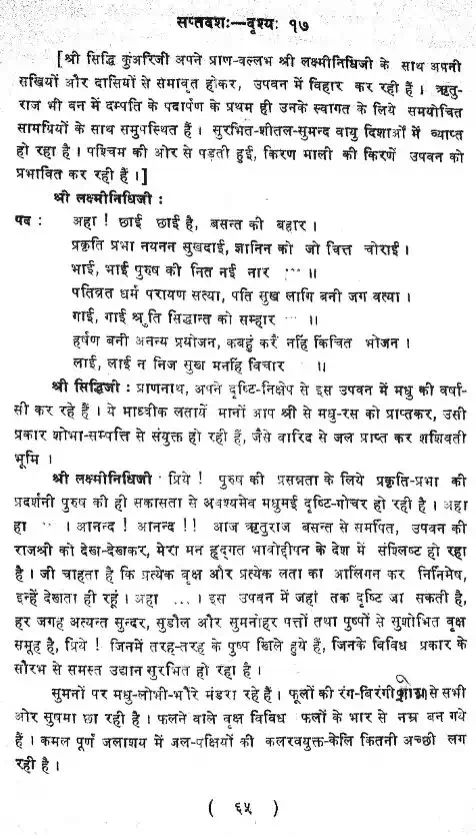 सप्तदशः—दृश्यः १७
[श्री सिद्धि कुंअरिजी अपने प्राण-वल्लभ श्री लक्ष्मीनिधिजी के साथ अपनी
सखियों और दासियों से समावृत होकर, उपवन में विहार कर रही हैं । ऋतु-
राज भी वन में दम्पति के पदार्पण के प्रथम ही उनके स्वागत के लिये समयोचित
सामग्रियों के साथ समुपस्थित हैं । सुरभित-शीतल-सुमन्द वायु दिशाओं में व्याप्त
हो रहा है । पश्चिम की ओर से पड़ती हुई, किरण माली की किरणें उपवन को
प्रभावित कर रही हैं ।]
श्री लक्ष्मीनिधिजी :
पद : अहा ! छाई छाई है, बसन्त की बहार ।
प्रकृति प्रभा नयनन सुखदाई, ज्ञानिन को जो चित्त चोराई ।
भाई, भाई पुरुष की नित नई नार ... ॥
पतिव्रत धर्म परायण सत्या, पति सुख लागि बनी जग वत्या ।
गाई, गाई श्रुति सिद्धान्त को सम्हार ... ॥
हर्षण बनी अनन्य प्रयोजन, कबहुं करैं नहिं किंचित भोजन ।
लाई, लाई न निज सुख मनहिं विचार ... ॥
श्री सिद्धिजी : प्राणनाथ, अपने दृष्टि-निक्षेप से इस उपवन में मधु की वर्षा-
सी कर रहे हैं । ये माध्वीक लतायें मानों आप श्री से मधु-रस को प्राप्तकर, उसी
प्रकार शोभा-सम्पत्ति से संयुक्त हो रही हैं, जैसे वारिद से जल प्राप्त कर शशिवती
भूमि ।
श्री लक्ष्मीनिधिजी : प्रिये ! पुरुष की प्रसन्नता के लिये प्रकृति-प्रभा की
प्रदर्शनी पुरुष की ही सकासता से अवश्यमेव मधुमई दृष्टि-गोचर हो रही है । अहा
हा ... । आनन्द ! आनन्द !! आज ऋतुराज बसन्त से समर्पित, उपवन की
राजश्री को देखा-देखाकर, मेरा मन हृद्गत भावोद्दीपन के देश में संश्लिष्ट हो रहा
है । जी चाहता है कि प्रत्येक वृक्ष और प्रत्येक लता का आलिंगन कर निर्निमेष,
इन्हें देखता ही रहूं । अहा ... । इस उपवन में जहां तक दृष्टि जा सकती है,
हर जगह अत्यन्त सुन्दर, सुडौल और सुमनोहर पत्तों तथा पुष्पों से सुशोभित वृक्ष
समूह है, प्रिये ! जिनमें तरह-तरह के पुष्प खिले हुये हैं, जिनके विविध प्रकार के
सौरभ से समस्त उद्यान सुरभित हो रहा है ।
सुमनों पर मधु-लोभी-भौरे मंडरा रहे हैं । फूलों की रंग-बिरंगी शोभा से सभी
ओर सुषमा छा रही है । फलने वाले वृक्ष विविध फलों के भार से नम्र बन गये
हैं । कमल पूर्ण जलाशय में जल-पक्षियों की कलरवयुक्त-केलि कितनी अच्छी लग
रही है ।
( ६५ )